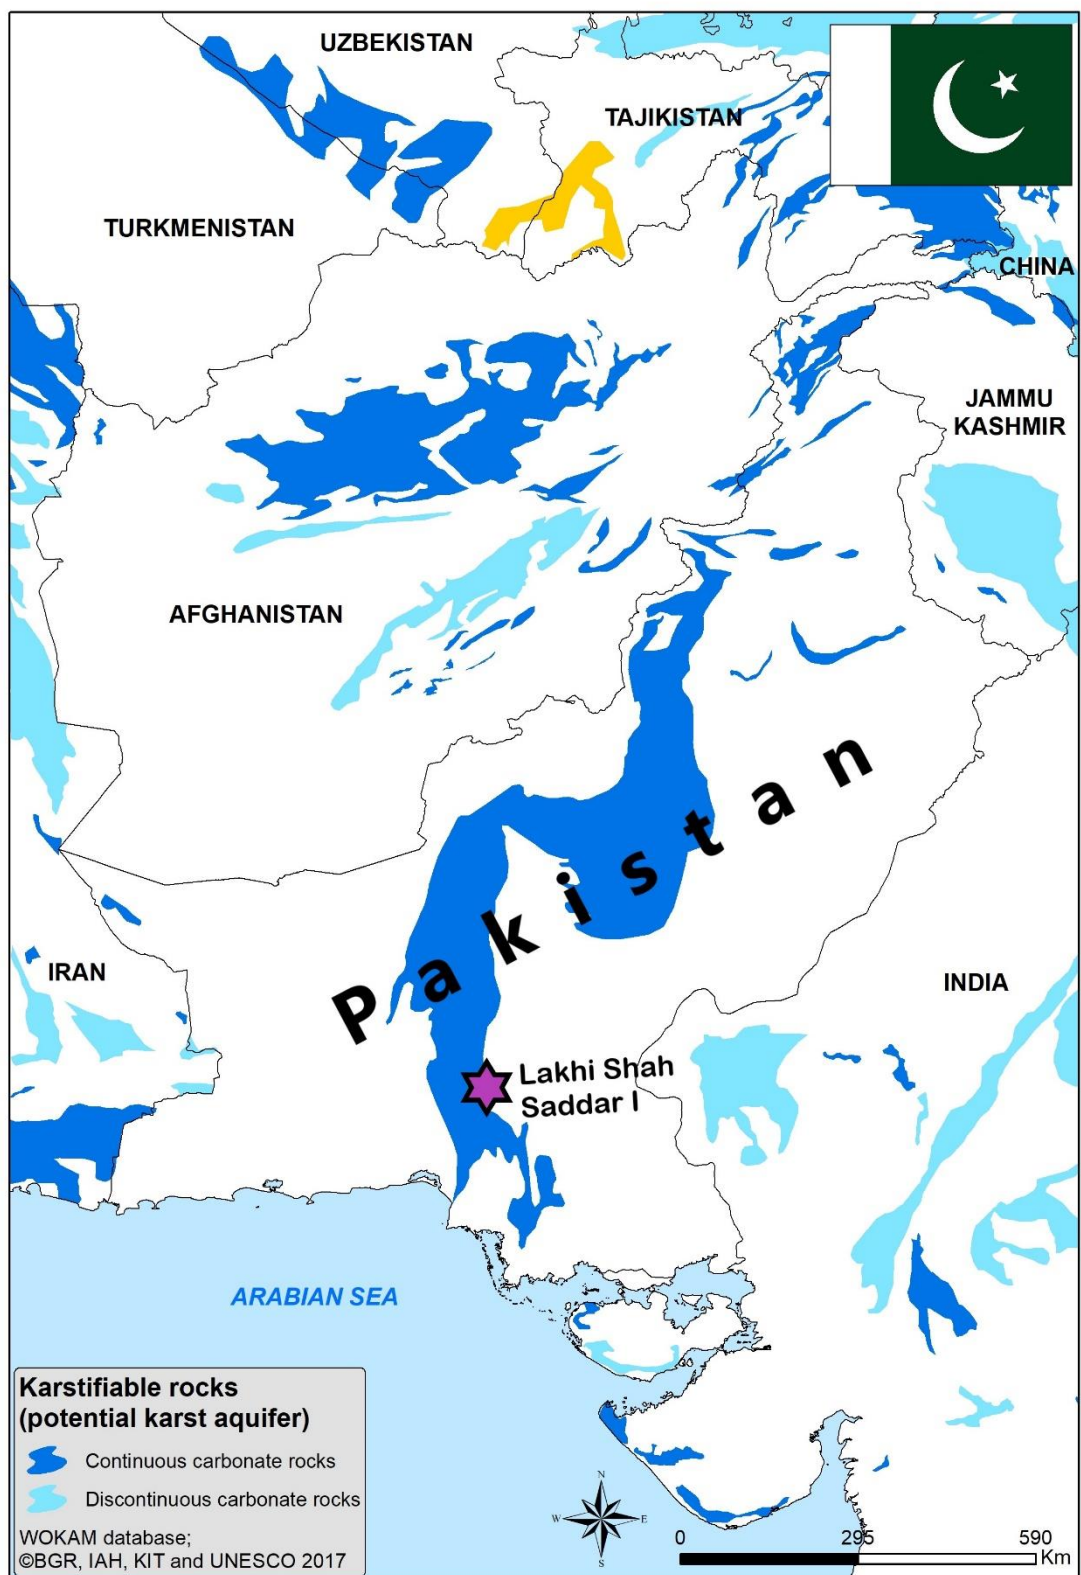 UZBEKISTAN
TAJIKISTAN
TURKMENISTAN
CHINA
JAMMU
KASHMIR
AFGHANISTAN
Pakistan
IRAN
INDIA
Lakhi Shah
Saddar I
ARABIAN SEA
Karstifiable rocks
(potential karst aquifer)
Continuous carbonate rocks
Discontinuous carbonate rocks
WOKAM database;
©BGR, IAH, KIT and UNESCO 2017
N
W E
S
0 295 590
Km